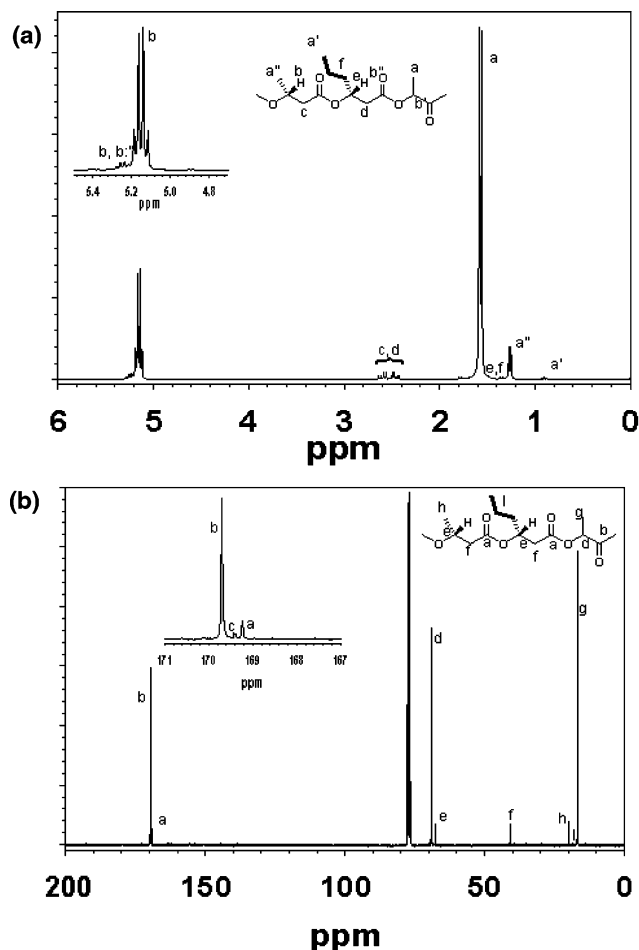 (a)
b
b, b:"
5.4 5.2 5.0 4.8
ppm
a'
f
a" b H e H b" a
O O
O c O d O b'
O
a
c, d
e,f
a"
a'
6 5 4 3 2 1 0
ppm
(b)
b
c a
171 170 169 168 167
ppm
h I g
H H
e O O b
O f a O e f a O d
O
b
a
d
e
f
h
g
200 150 100 50 0
ppm